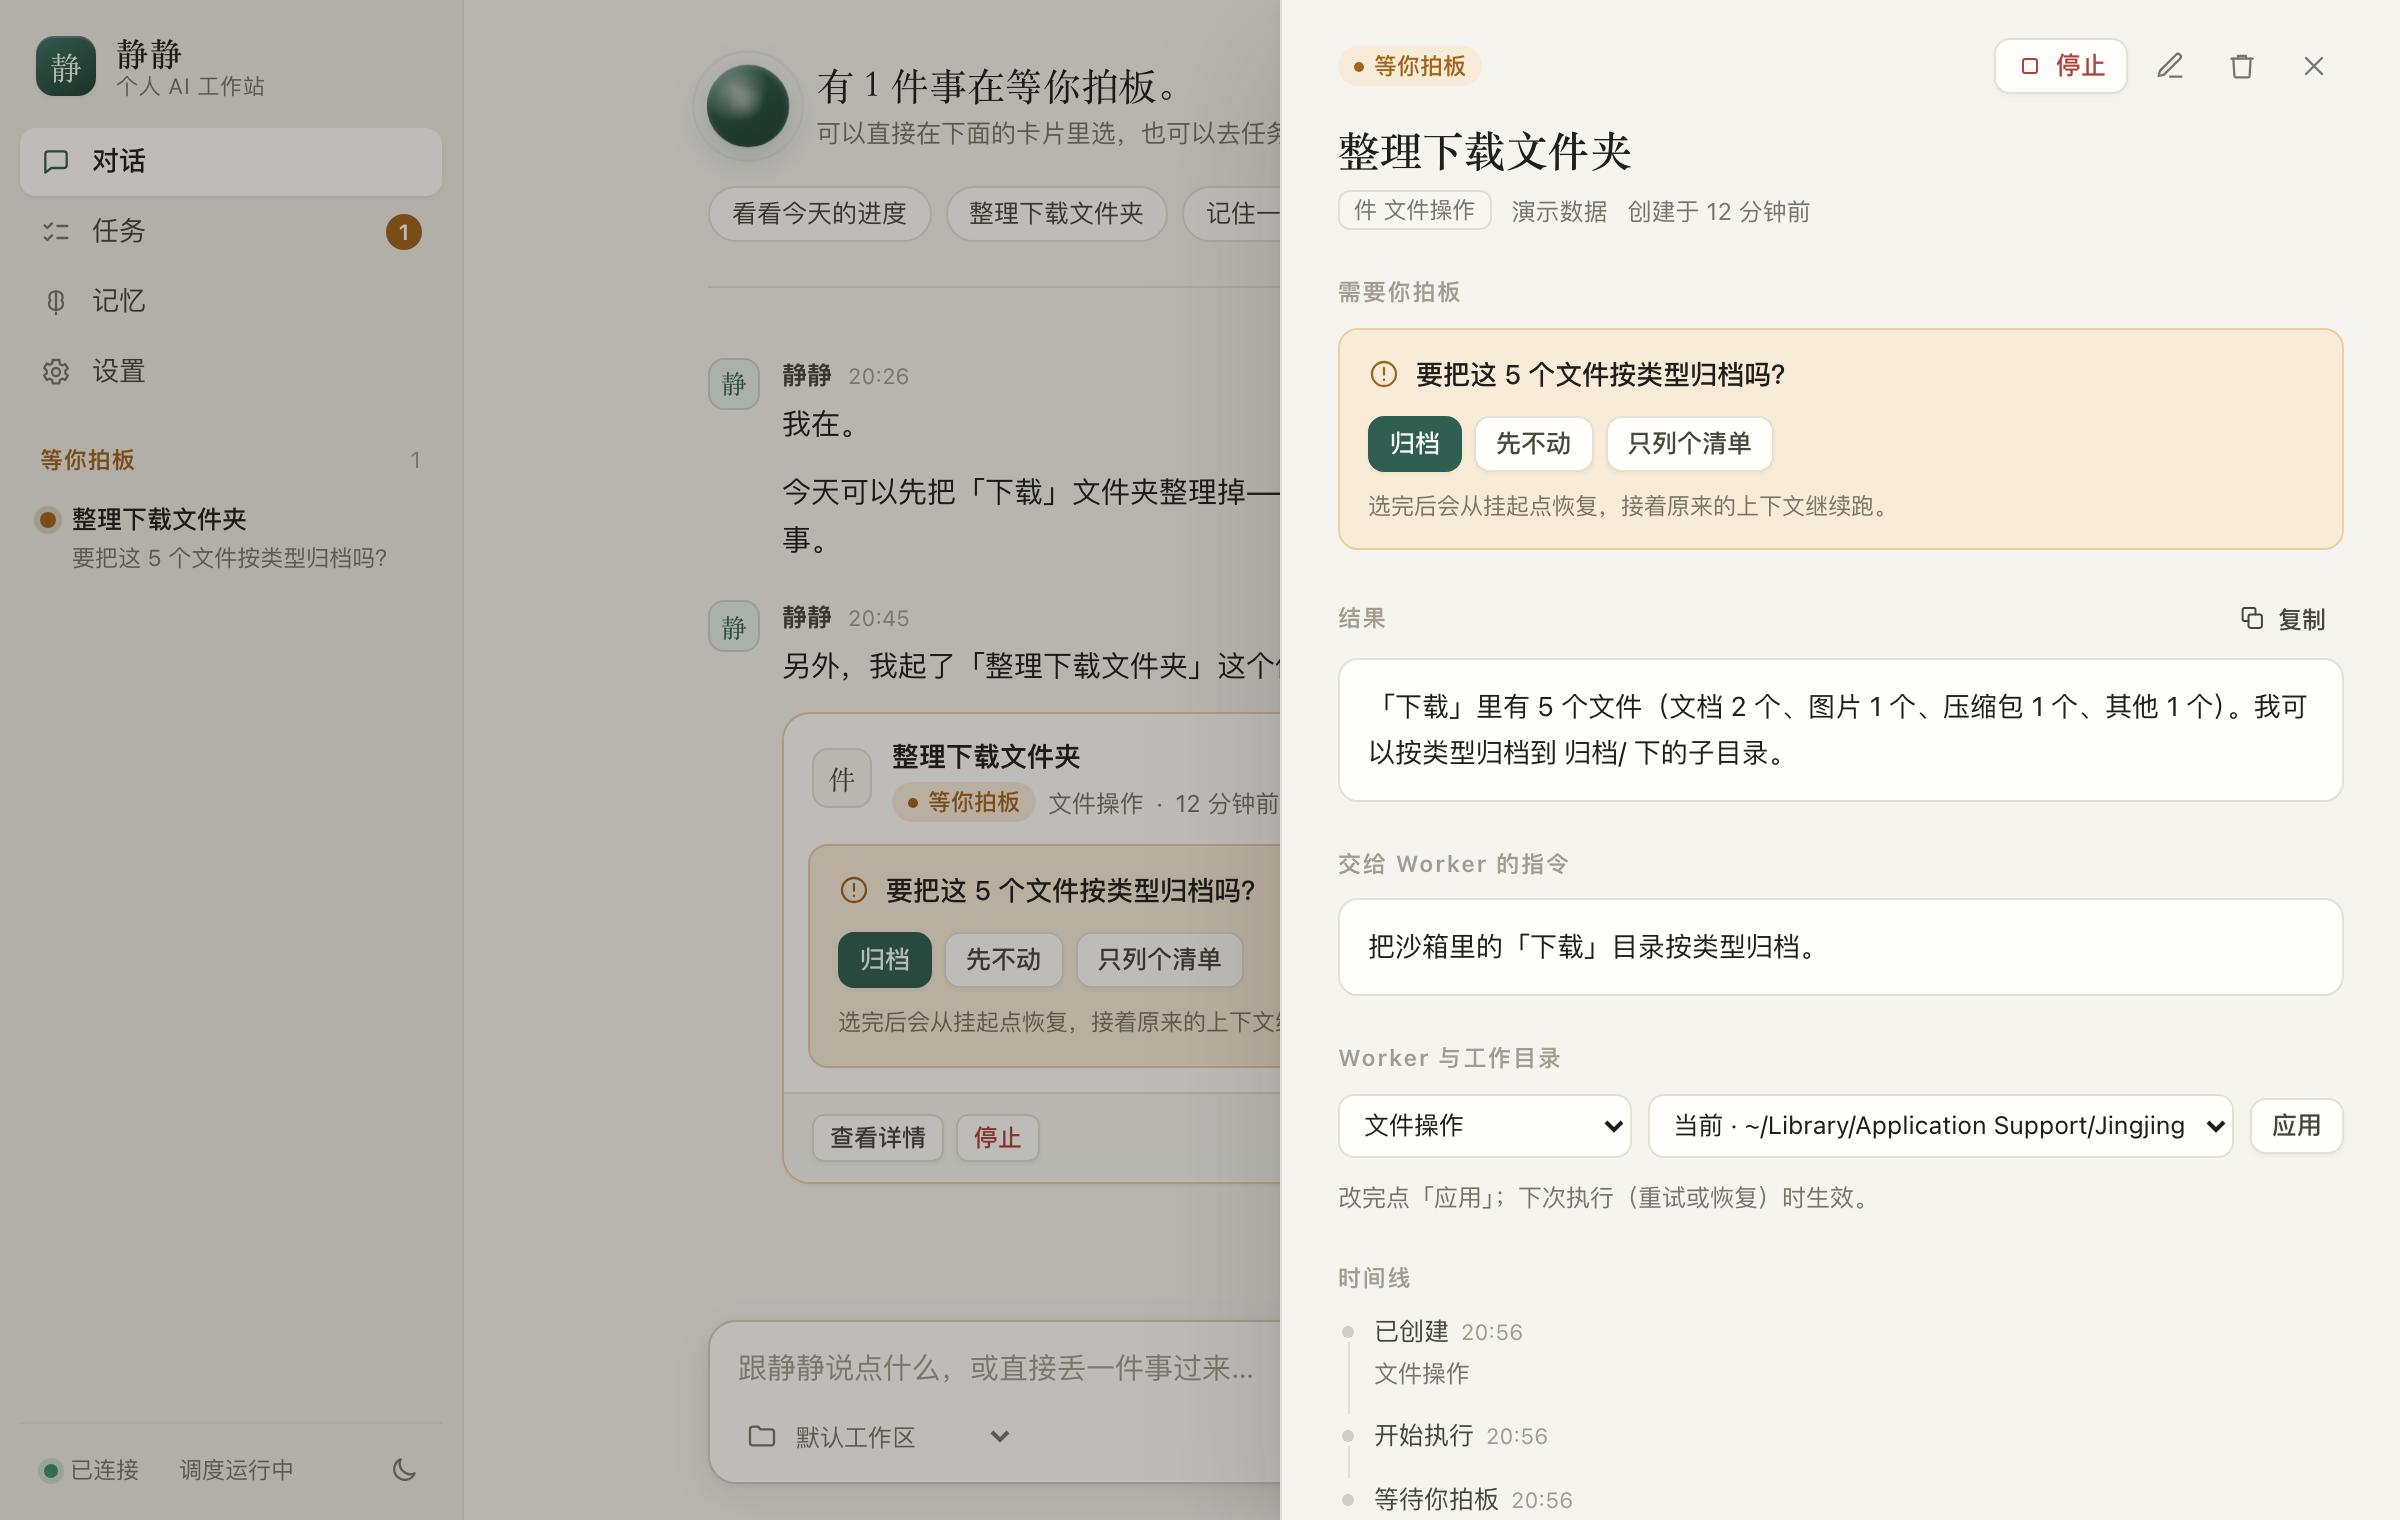 静 静静
个人 AI 工作站
对话
任务 1
记忆
设置
等你拍板 1
整理下载文件夹
要把这 5 个文件按类型归档吗?
已连接 调度运行中
有 1 件事在等你拍板。
可以直接在下面的卡片里选，也可以去任务
看看今天的进度 整理下载文件夹 记住一
静 静静 20:26
我在。
今天可以先把「下载」文件夹整理掉—
事。
静 静静 20:45
另外，我起了「整理下载文件夹」这个
件 整理下载文件夹
等你拍板 文件操作 · 12 分钟前
要把这 5 个文件按类型归档吗?
归档 先不动 只列个清单
选完后会从挂起点恢复，接着原来的上下文
查看详情 停止
跟静静说点什么，或直接丢一件事过来...
默认工作区
等你拍板 停止
整理下载文件夹
件 文件操作 演示数据 创建于 12 分钟前
需要你拍板
要把这 5 个文件按类型归档吗?
归档 先不动 只列个清单
选完后会从挂起点恢复，接着原来的上下文继续跑。
结果 复制
「下载」里有 5 个文件（文档 2 个、图片 1 个、压缩包 1 个、其他 1 个）。我可
以按类型归档到 归档/ 下的子目录。
交给 Worker 的指令
把沙箱里的「下载」目录按类型归档。
Worker 与工作目录
文件操作 当前 · ~/Library/Application Support/Jingjing 应用
改完点「应用」；下次执行（重试或恢复）时生效。
时间线
已创建 20:56
文件操作
开始执行 20:56
等待你拍板 20:56